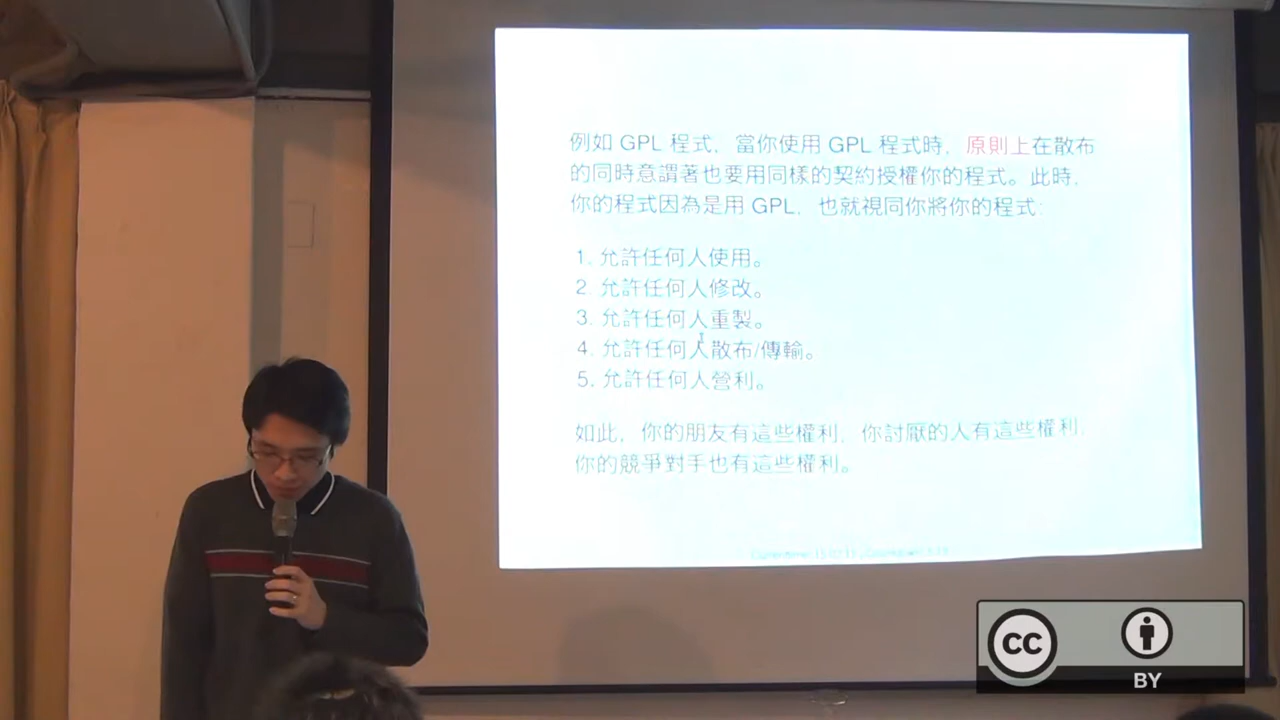 例如 GPL 程式，當你使用 GPL 程式時，原則上在散布
的同時意謂著也要用同樣的契約授權你的程式。此時，
你的程式因為是用 GPL，也就視同你將你的程式：
1. 允許任何人使用。
2. 允許任何人修改。
3. 允許任何人重製。
4. 允許任何人散布/傳輸。
5. 允許任何人營利。
如此，你的朋友有這些權利，你討厭的人有這些權利，
你的競爭對手也有這些權利。
cc
BY